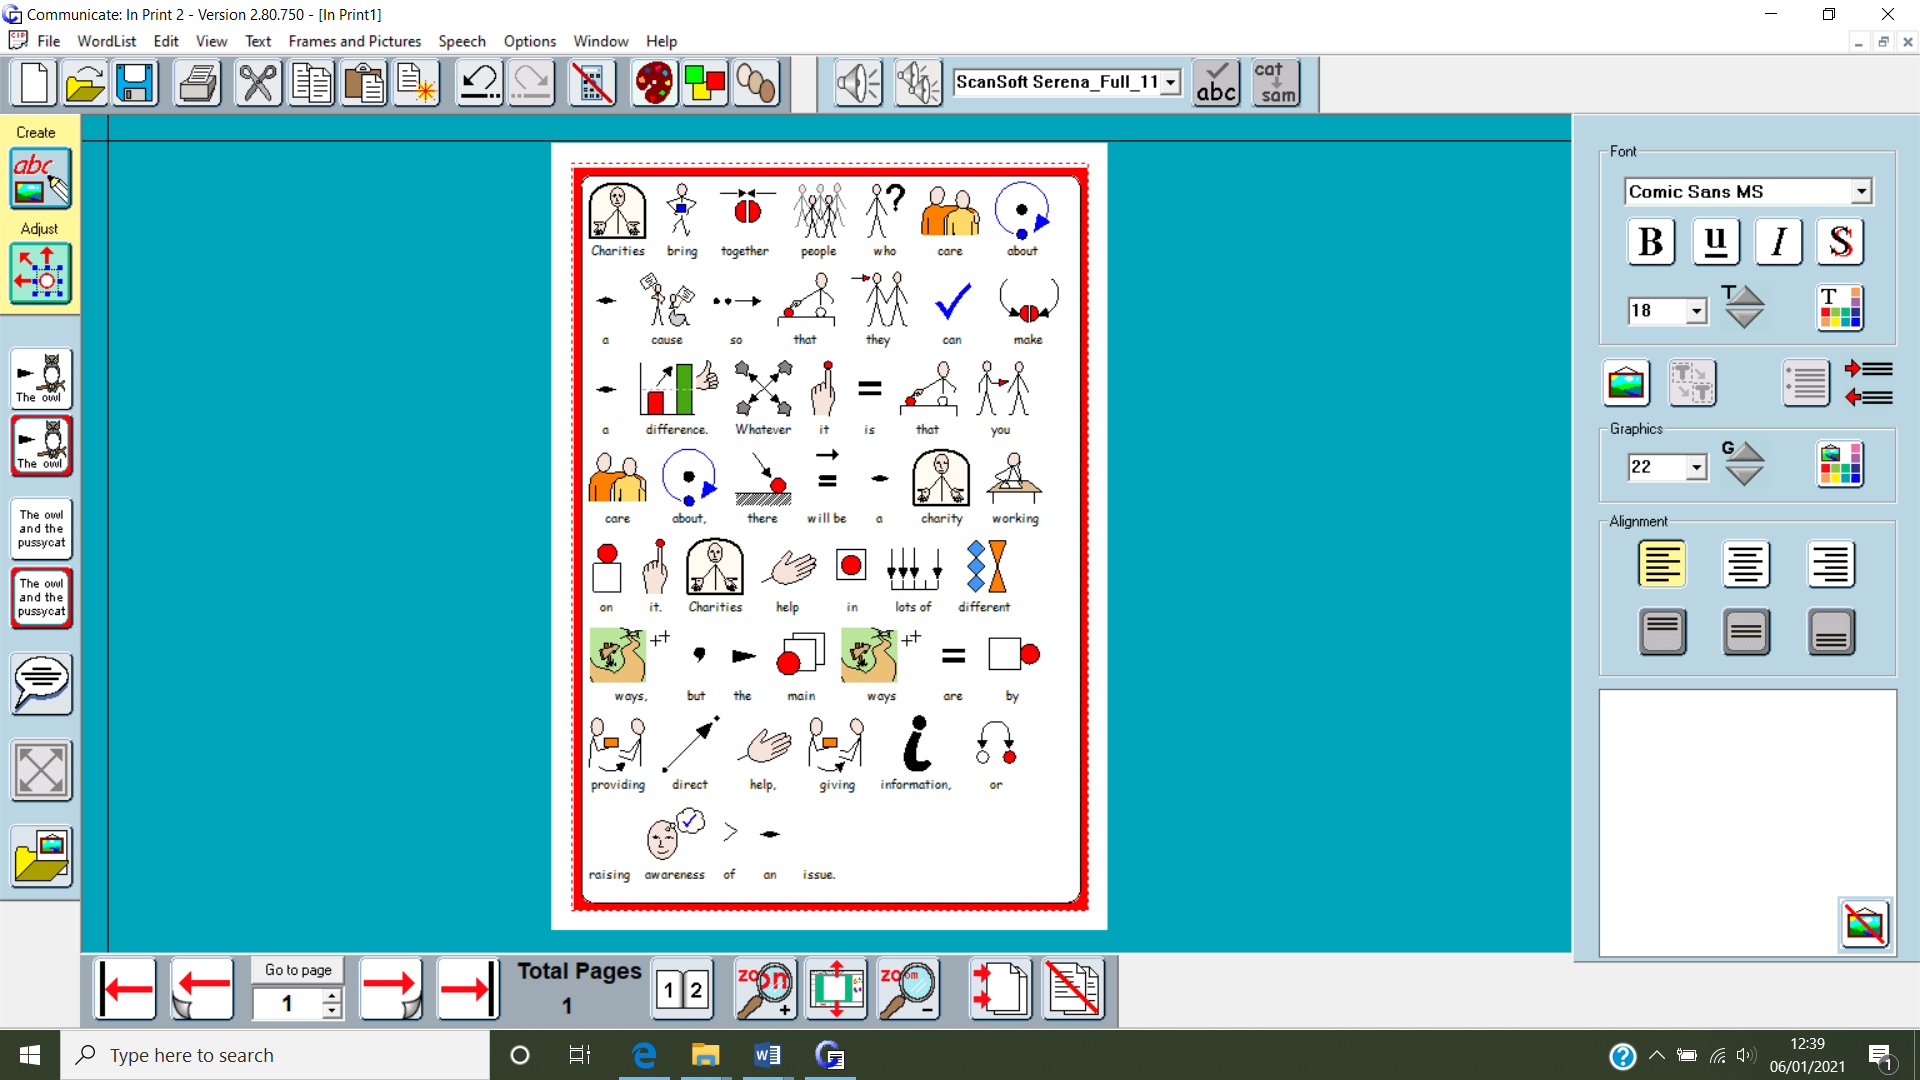 Communicate: In Print 2 - Version 2.80.750 - [In Print1]
File WordList Edit View Text Frames and Pictures Speech Options Window Help
ScanSoft Serena_Full_11
abc
cat
sam
Create
abc
Adjust
The owl
The owl
The owl
and the
pussycat
The owl
and the
pussycat
Charities bring together people who care about
a cause so that they can make
a difference. Whatever it is that you
care about, there will be a charity working
on it. Charities help in lots of different
ways, but the main ways are by
providing direct help, giving information, or
raising awareness of an issue.
Font
Comic Sans MS
B u I S
18
T
T
Graphics
22
G
Alignment
Go to page
1
Total Pages
1
1 2
zoom
zoom
Type here to search
12:39
06/01/2021
1